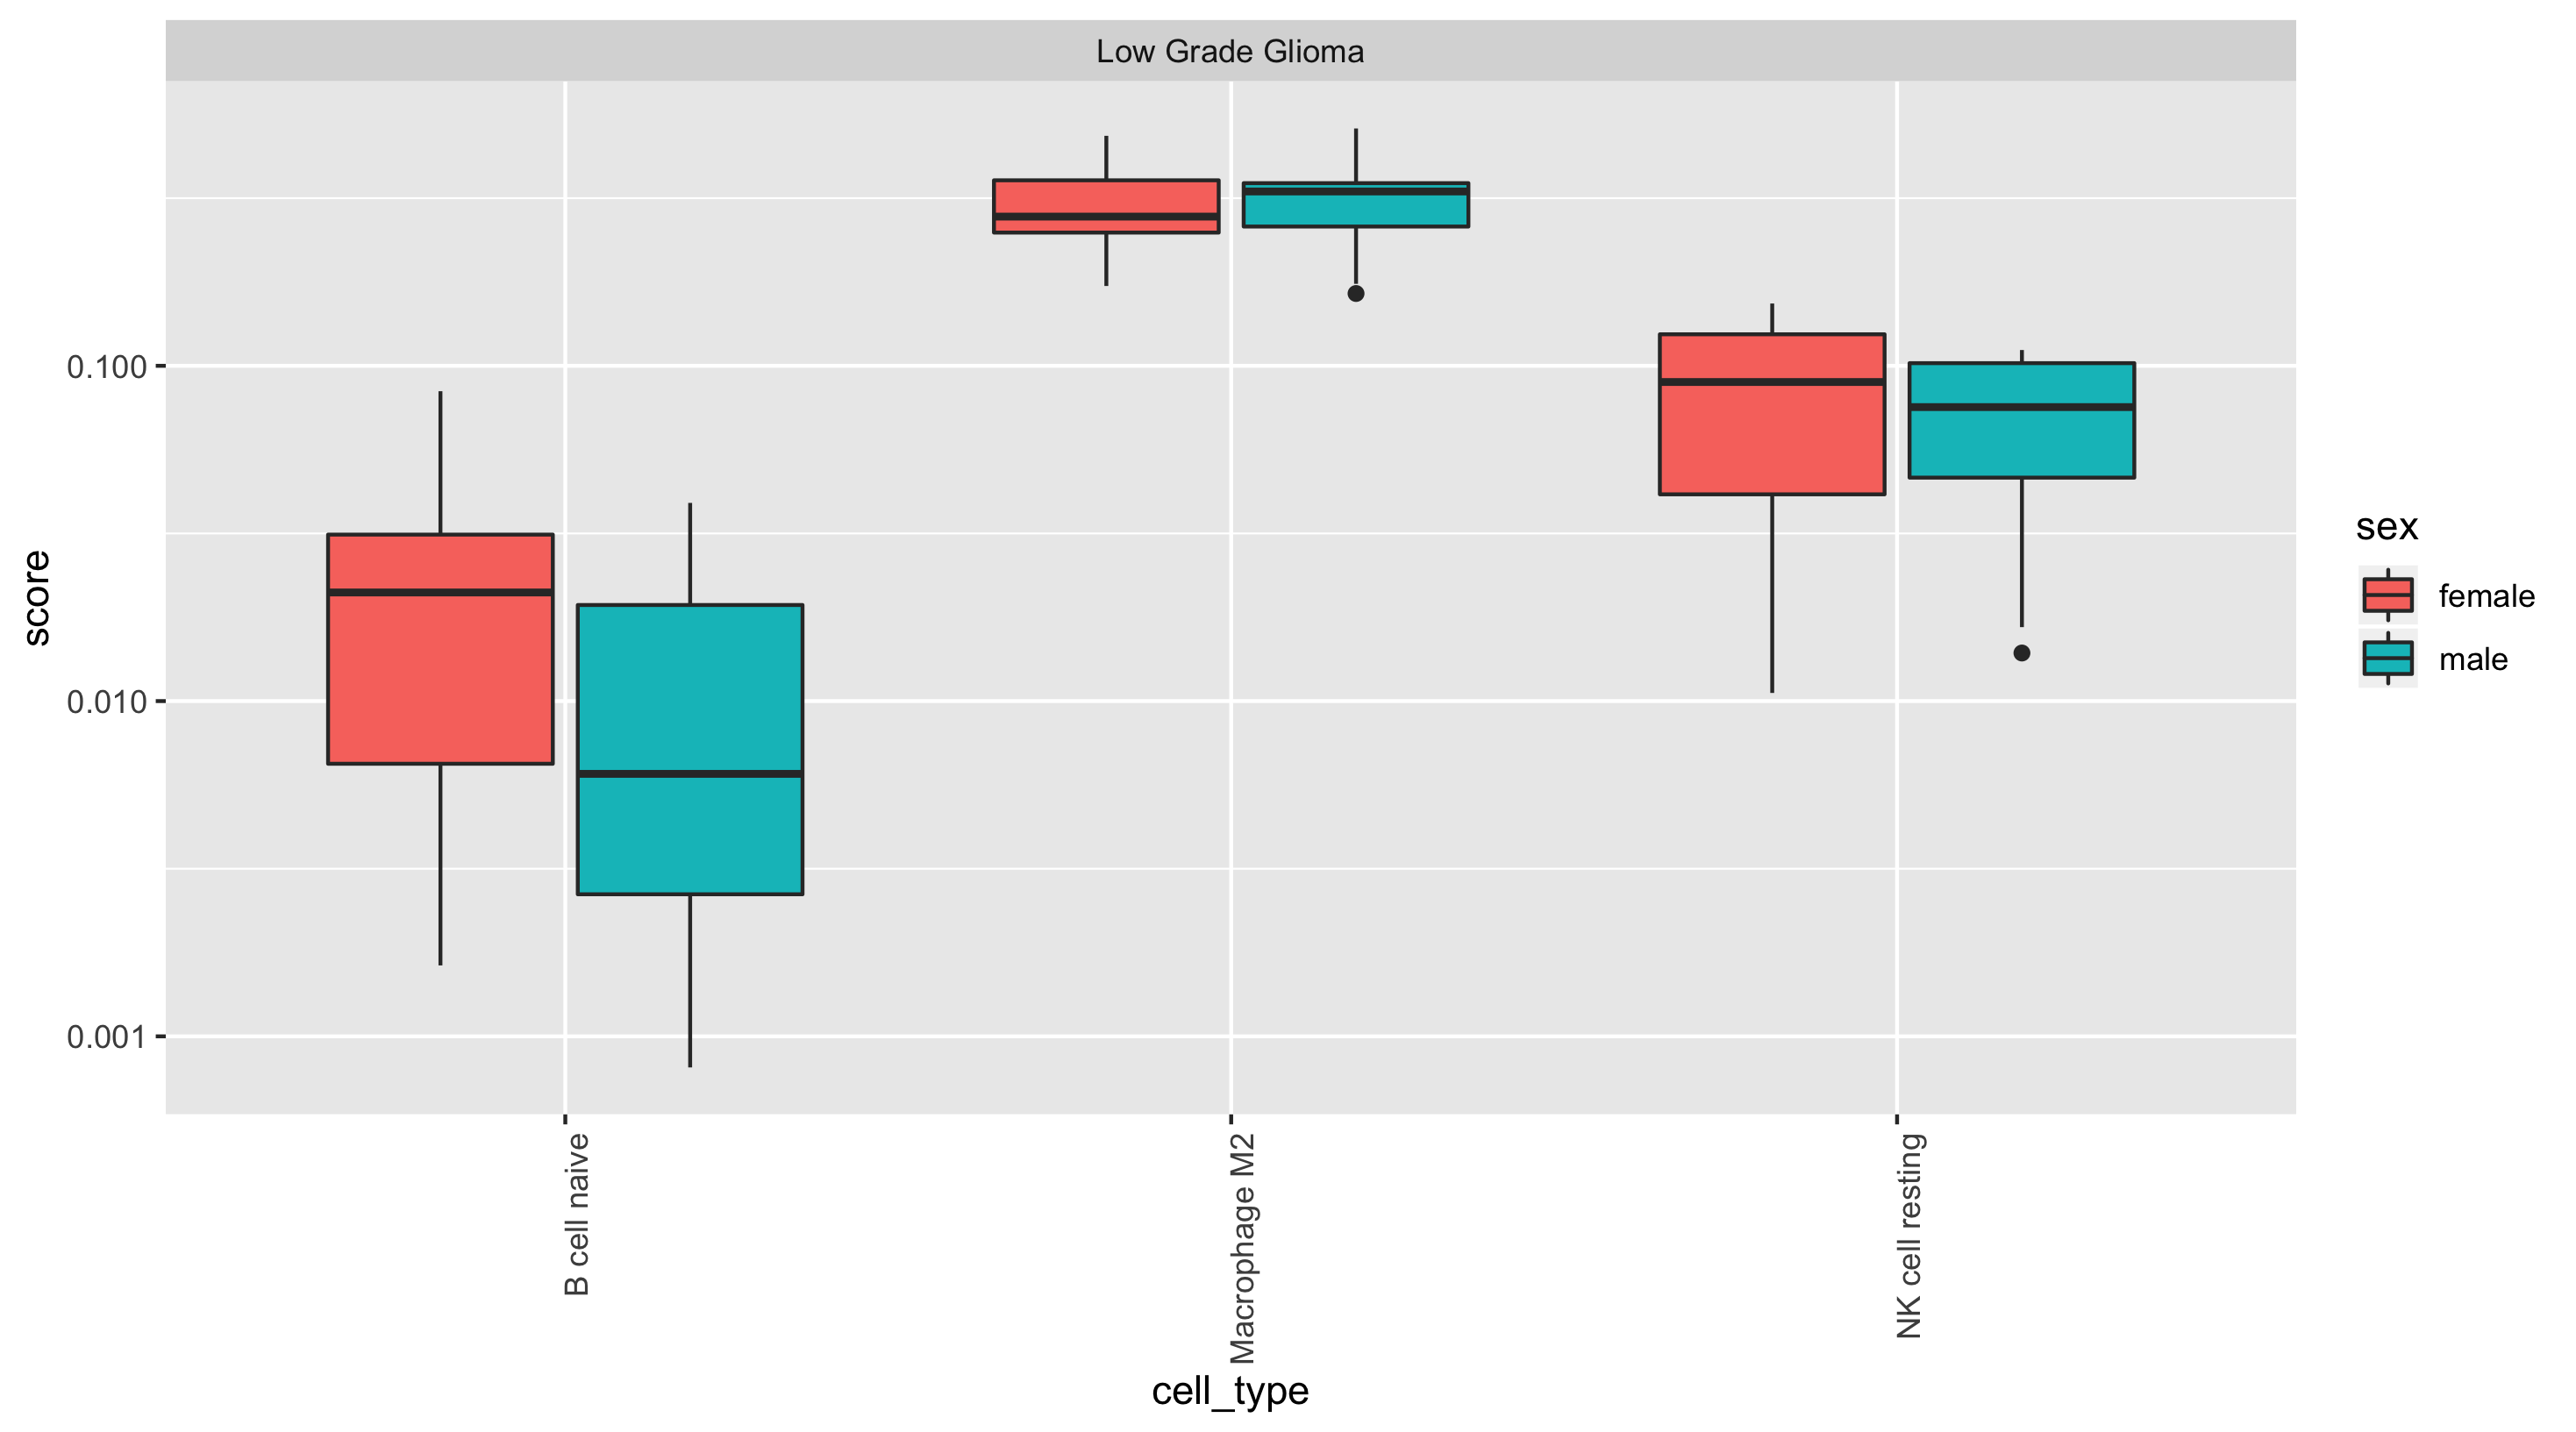 Low Grade Glioma
score
0.100
0.010
0.001
B cell naive
Macrophage M2
NK cell resting
cell_type
sex
female
male